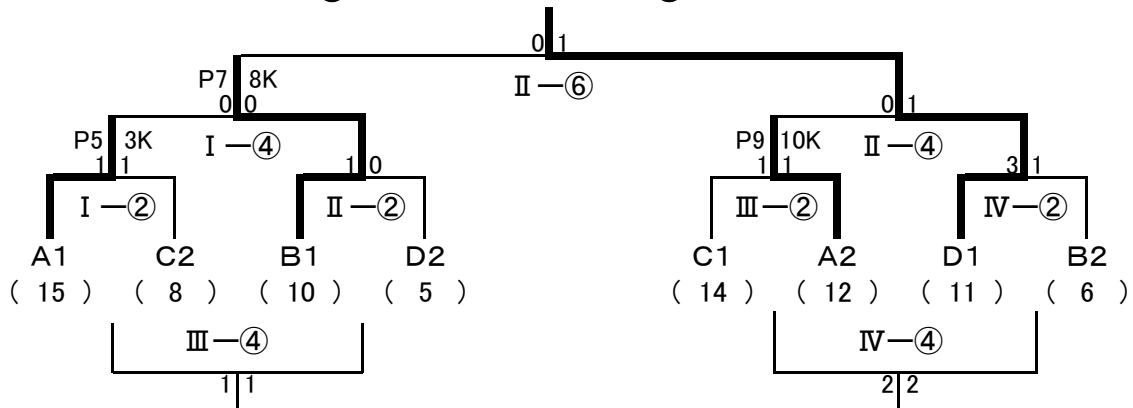 0 1
P7 8K Ⅱ－⑥
0 0 0 1
P5 3K Ⅰ－④ P9 10K Ⅱ－④
1 1 1 0 1 1 3 1
Ⅰ－② Ⅱ－② Ⅲ－② Ⅳ－②
A1 C2 B1 D2 C1 A2 D1 B2
( 15 ) ( 8 ) ( 10 ) ( 5 ) ( 14 ) ( 12 ) ( 11 ) ( 6 )
Ⅲ－④ Ⅳ－④
1 1 2 2